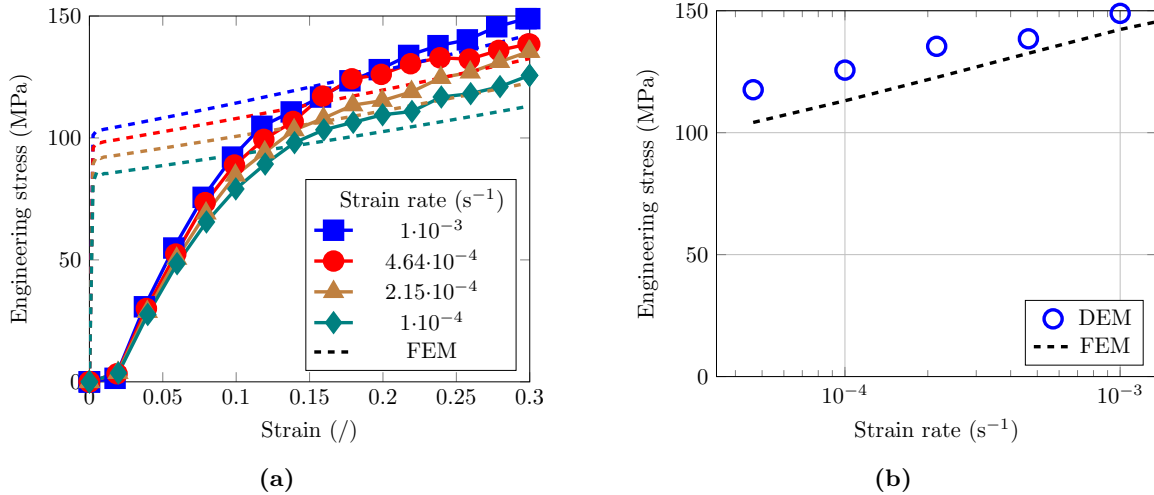 150
100
50
0
Engineering stress (MPa)
0
0.05
0.1
0.15
0.2
0.25
0.3
Strain (/)
Strain rate (s⁻¹)
1·10⁻³
4.64·10⁻⁴
2.15·10⁻⁴
1·10⁻⁴
FEM
(a)
150
100
50
0
Engineering stress (MPa)
10⁻⁴
10⁻³
Strain rate (s⁻¹)
DEM
FEM
(b)